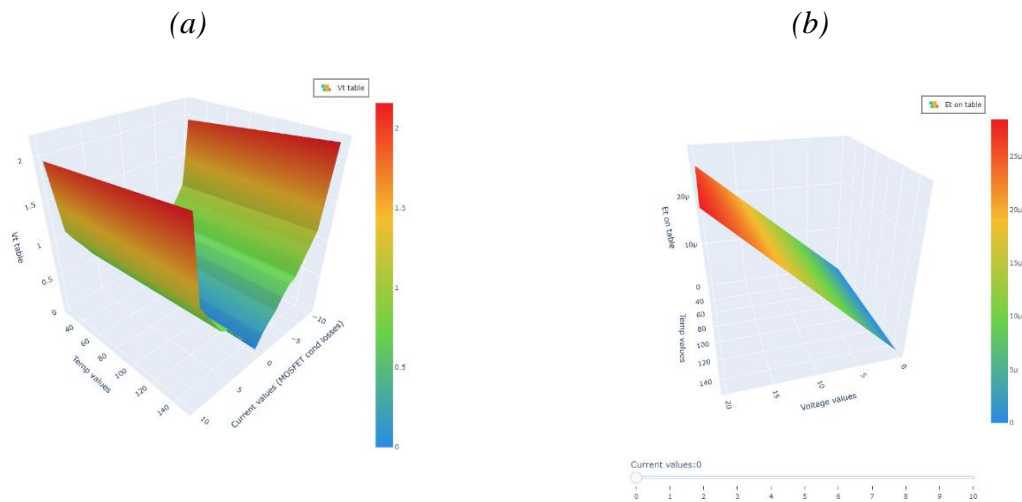 (a)
(b)
Vt table
2
1.5
1
0.5
0
Vt table
2
1.5
1
0.5
0
40
60
80
100
120
140
Temp values
10
5
0
−5
−10
Current values (MOSFET cond losses)
Et on table
25μ
20μ
15μ
10μ
5μ
0
Et on table
20μ
10μ
0
40
60
80
100
120
140
Temp values
20
15
10
5
0
Voltage values
Current values:0
0 1 2 3 4 5 6 7 8 9 10